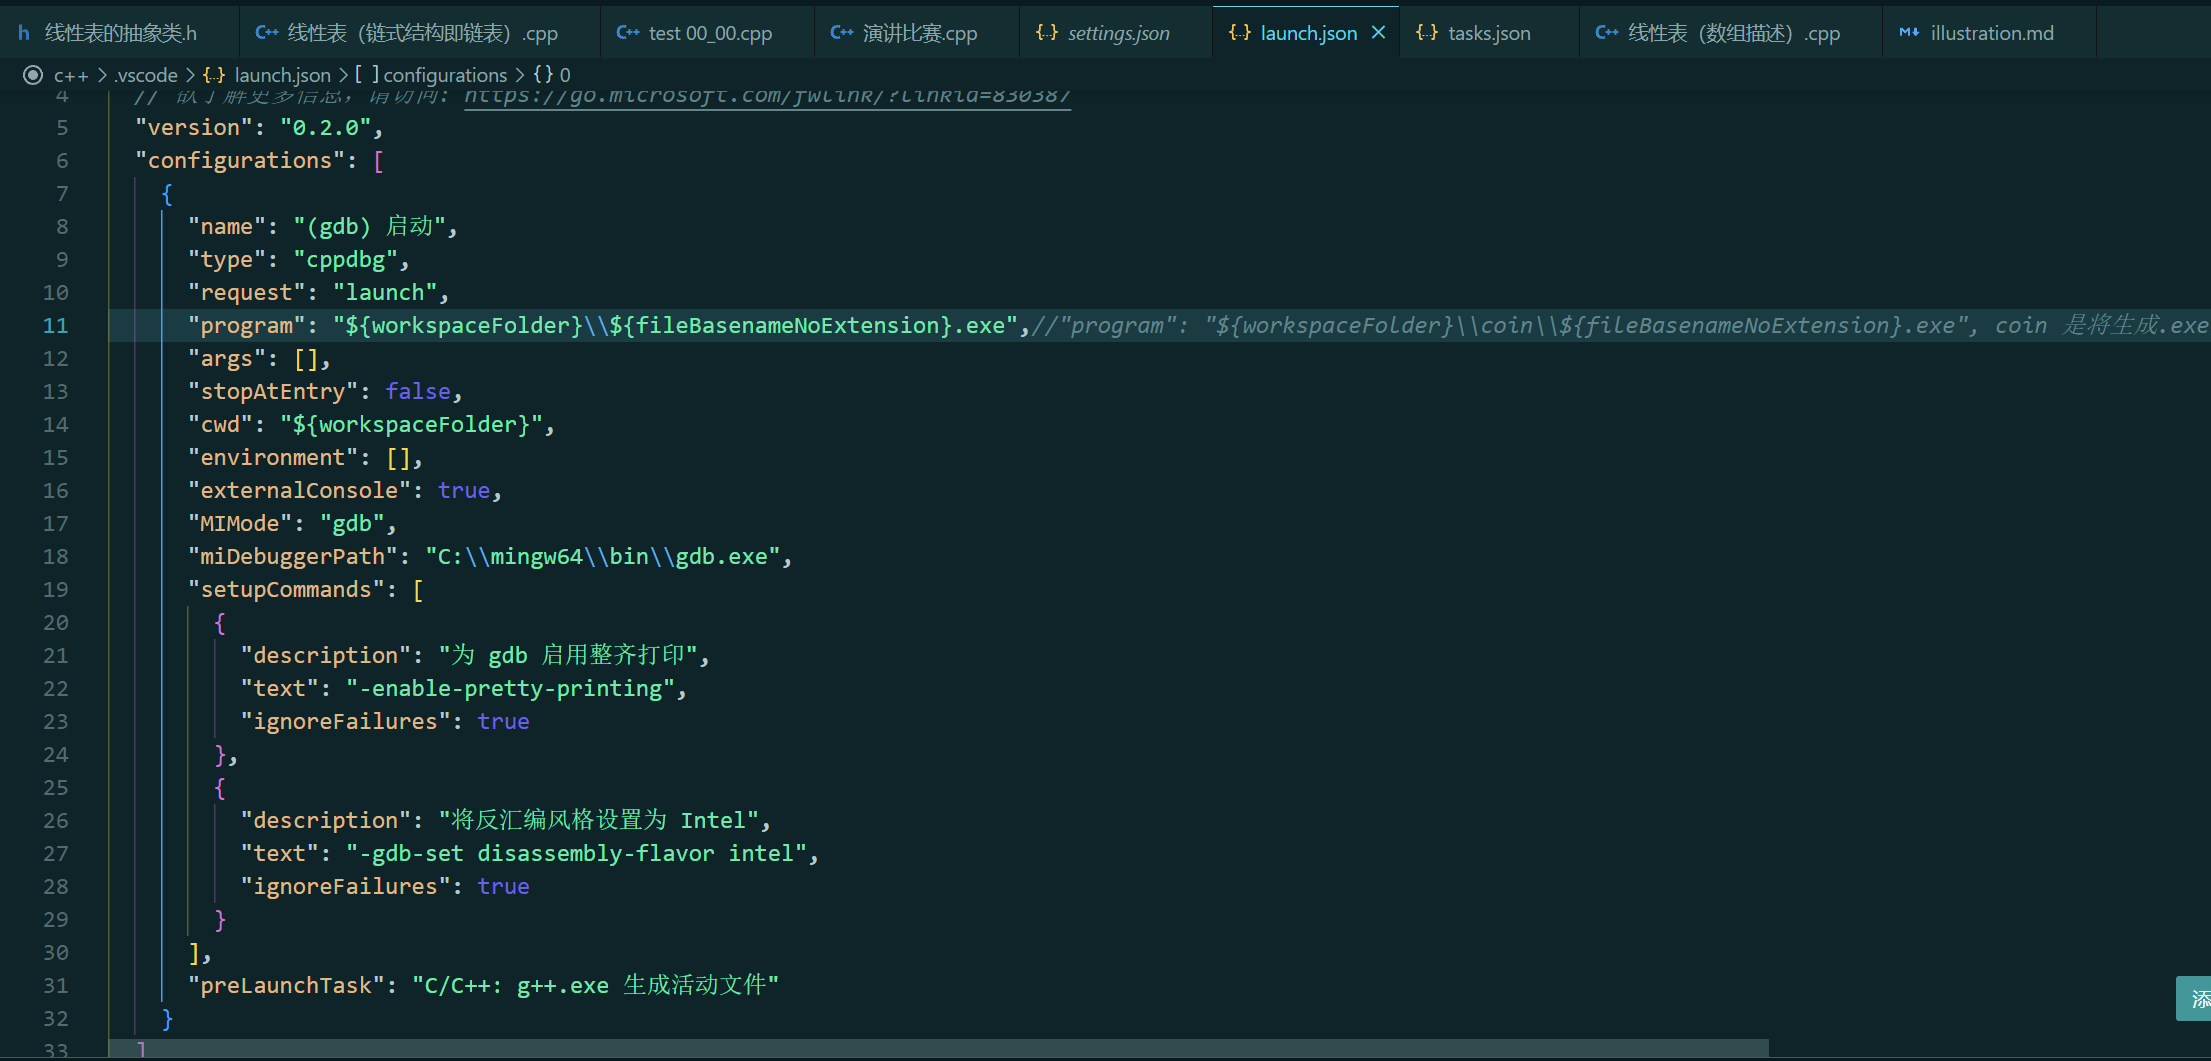 线性表的抽象类.h 线性表（链式结构即链表）.cpp test 00_00.cpp 演讲比赛.cpp settings.json launch.json tasks.json 线性表（数组描述）.cpp illustration.md
c++ > .vscode > launch.json > [ ] configurations > { } 0
4 // 欲了解更多信息，请访问: https://go.microsoft.com/fwlink/?linkid=830387
5 "version": "0.2.0",
6 "configurations": [
7 {
8 "name": "(gdb) 启动",
9 "type": "cppdbg",
10 "request": "launch",
11 "program": "${workspaceFolder}\\${fileBasenameNoExtension}.exe",//"program": "${workspaceFolder}\\coin\\${fileBasenameNoExtension}.exe", coin 是将生成.exe
12 "args": [],
13 "stopAtEntry": false,
14 "cwd": "${workspaceFolder}",
15 "environment": [],
16 "externalConsole": true,
17 "MIMode": "gdb",
18 "miDebuggerPath": "C:\\mingw64\\bin\\gdb.exe",
19 "setupCommands": [
20 {
21 "description": "为 gdb 启用整齐打印",
22 "text": "-enable-pretty-printing",
23 "ignoreFailures": true
24 },
25 {
26 "description": "将反汇编风格设置为 Intel",
27 "text": "-gdb-set disassembly-flavor intel",
28 "ignoreFailures": true
29 }
30 ],
31 "preLaunchTask": "C/C++: g++.exe 生成活动文件"
添
32 }
33 ]